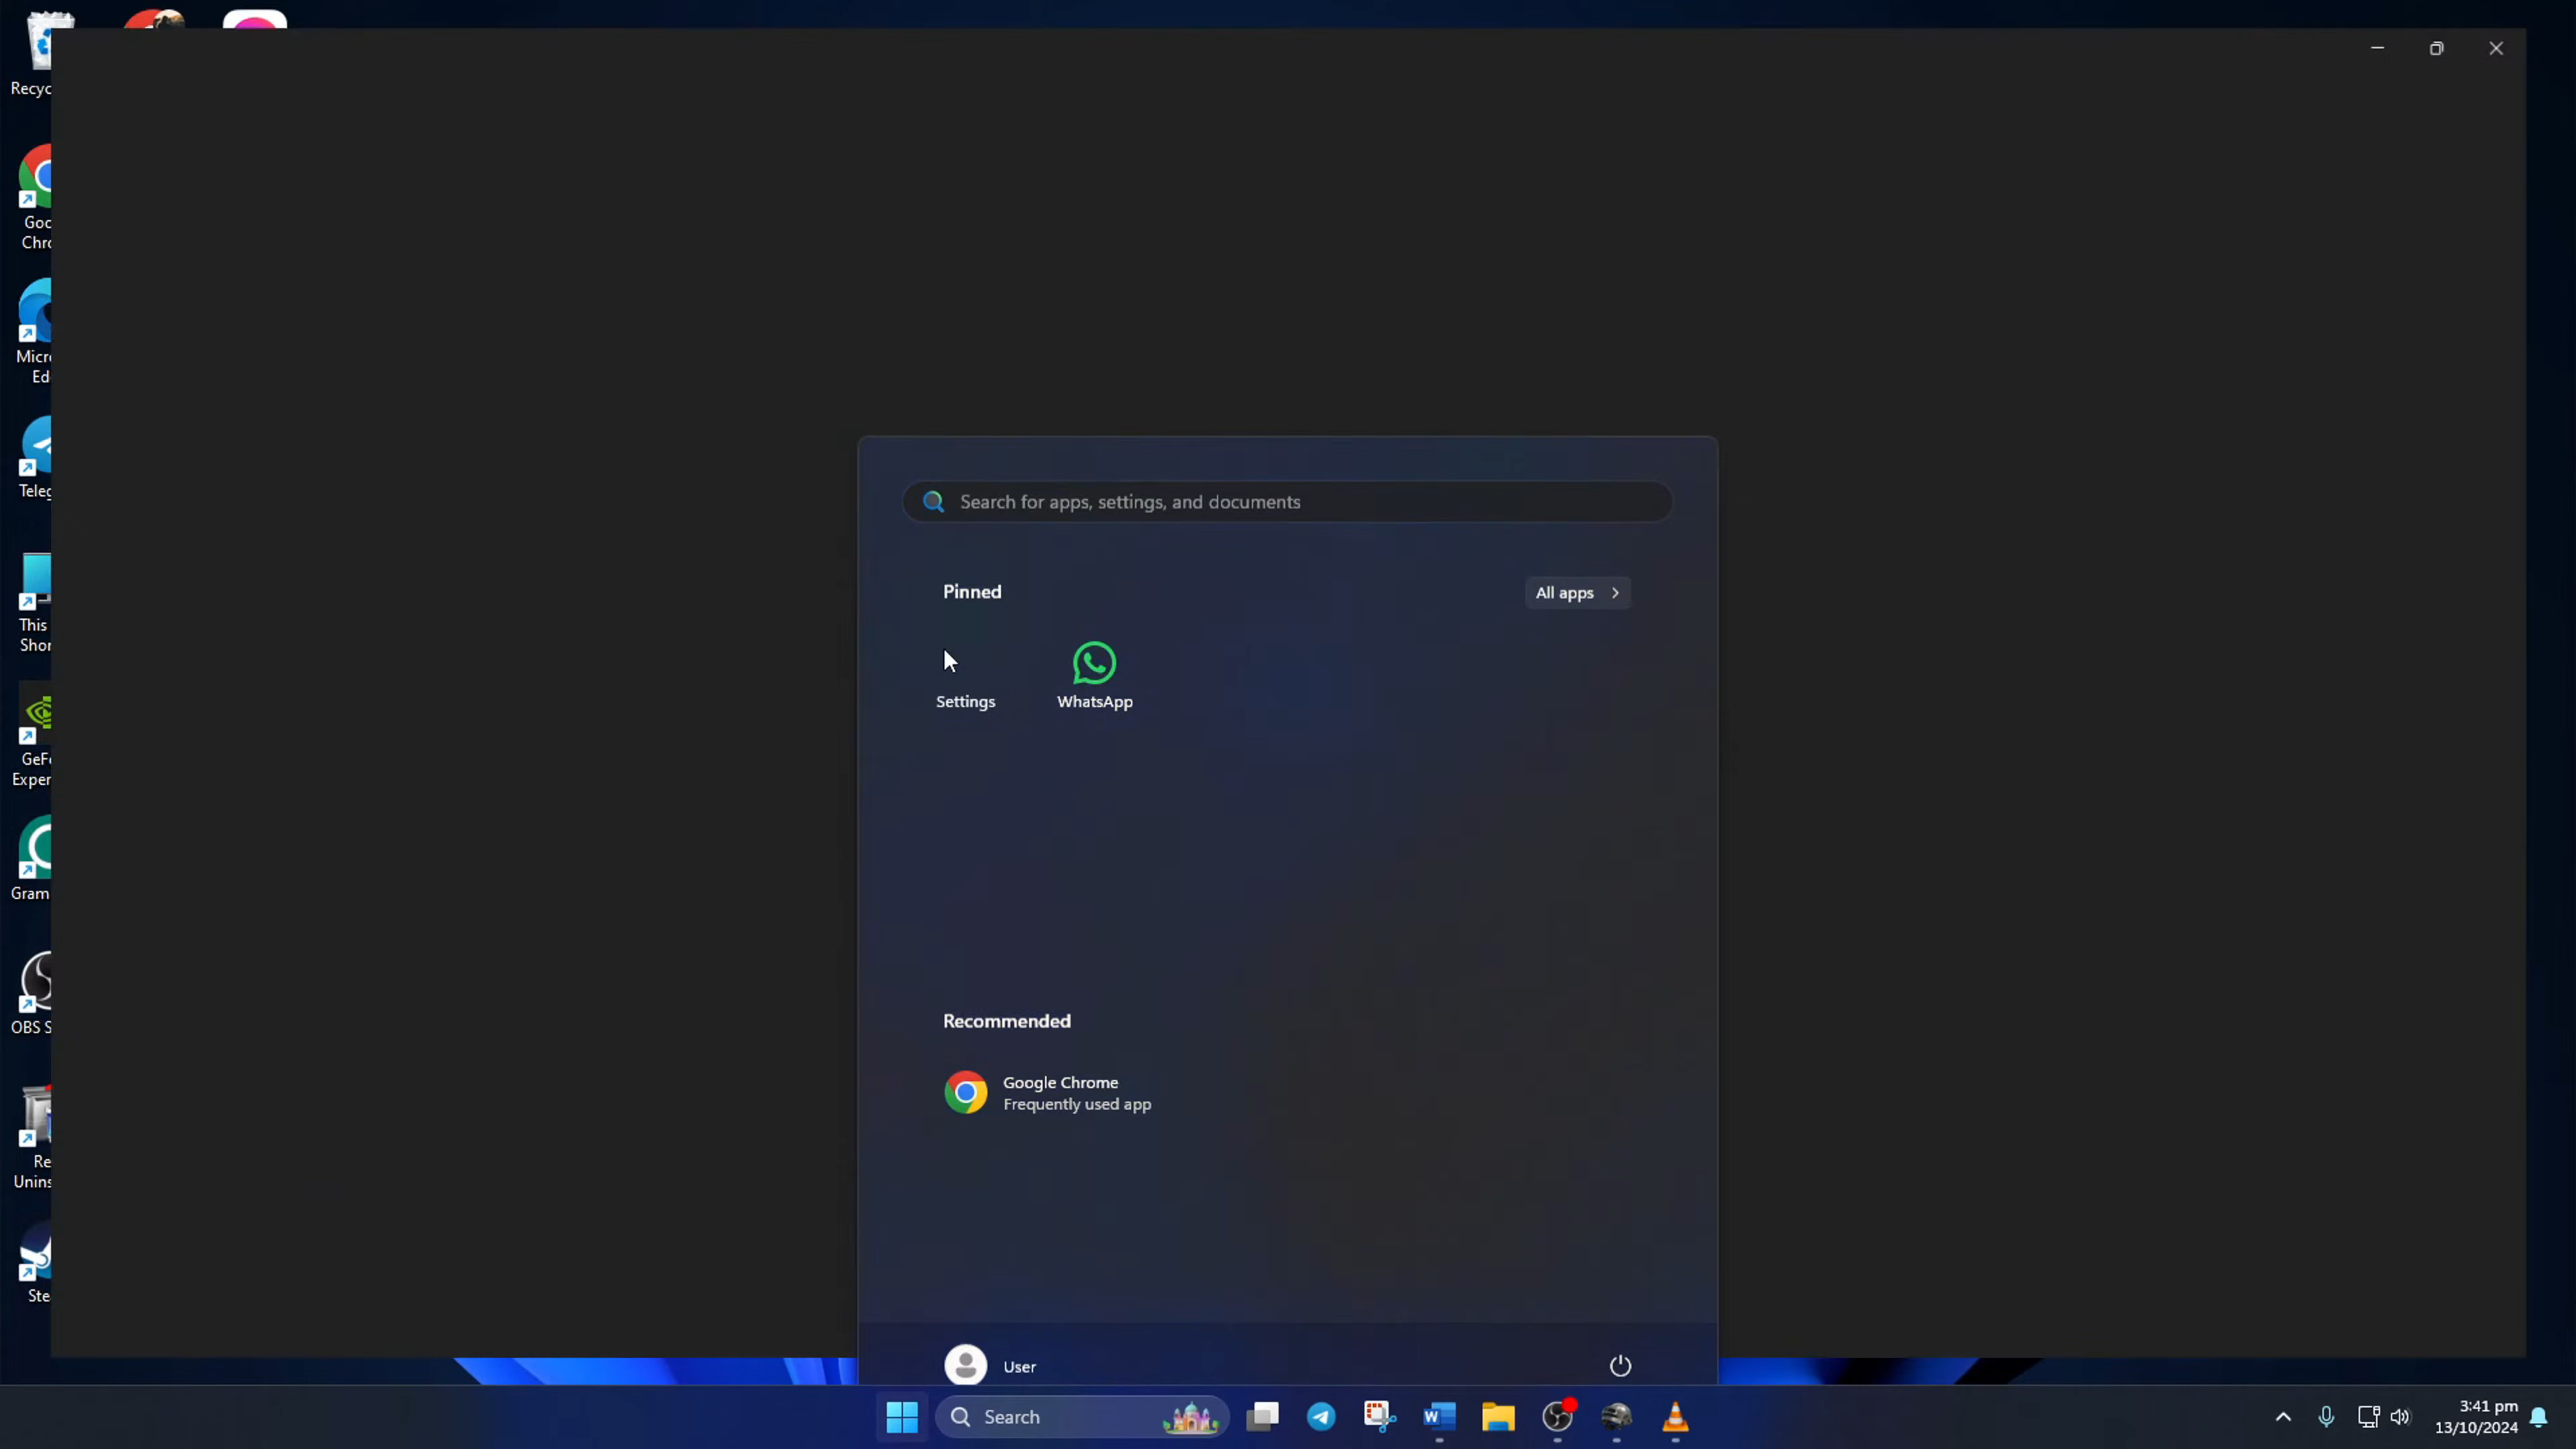 Recyc
Goo
Chro
Micro
Ed
Teleg
This
Shor
GeFo
Exper
Gram
OBS S
Re
Unins
Ste
Search for apps, settings, and documents
Pinned
All apps
Settings
WhatsApp
Recommended
Google Chrome
Frequently used app
User
Search
3:41 pm
13/10/2024